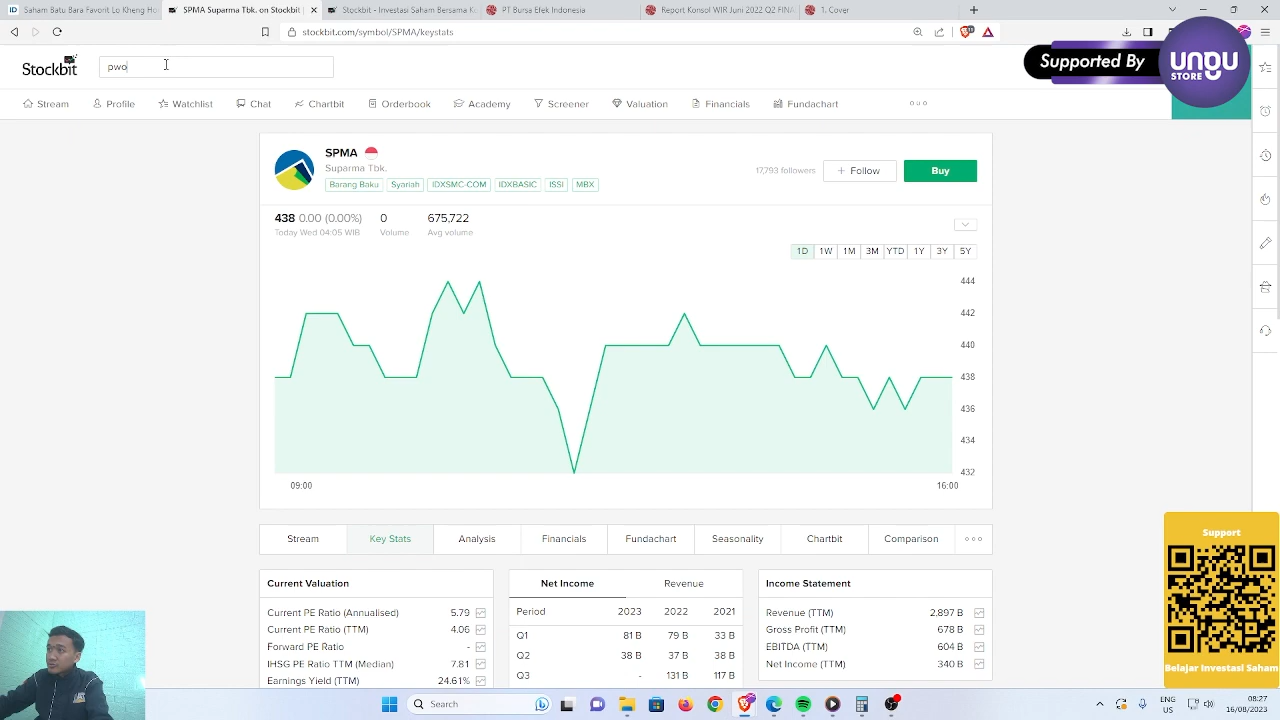 Saham Batu Bara Favorit Lo Kheng Ho
SPMA - Suparma Tbk. on Stockbit
Stockbit - Investasi Bersama Ko
PT Bursa Efek Indonesia
Report Konsol WIR Juni 2022 Q2 FINA
1. Cover
stockbit.com/symbol/SPMA/keystats
Stockbit
pwo
Supported By
UNGU
STORE
Stream
Profile
Watchlist
Chat
Chartbit
Orderbook
Academy
Screener
Valuation
Financials
Fundachart
SPMA
Suparma Tbk.
Barang Baku
Syariah
IDXSMC-COM
IDXBASIC
ISSI
MBX
17,793 followers
+ Follow
Buy
438 0.00 (0.00%)
Today Wed 04:05 WIB
0
Volume
675,722
Avg volume
1D
1W
1M
3M
YTD
1Y
3Y
5Y
444
442
440
438
436
434
432
09:00
16:00
Stream
Key Stats
Analysis
Financials
Fundachart
Seasonality
Chartbit
Comparison
Current Valuation
Current PE Ratio (Annualised) 5.79
Current PE Ratio (TTM) 4.06
Forward PE Ratio -
IHSG PE Ratio TTM (Median) 7.81
Earnings Yield (TTM) 24.61
Net Income
Revenue
Period 2023 2022 2021
Q1 81 B 79 B 33 B
Q2 38 B 37 B 38 B
- 131 B 117 B
Income Statement
Revenue (TTM) 2,897 B
Gross Profit (TTM) 678 B
EBITDA (TTM) 604 B
Net Income (TTM) 340 B
Support
Belajar Investasi Saham
Search
ENG
US
08:27
16/08/2023